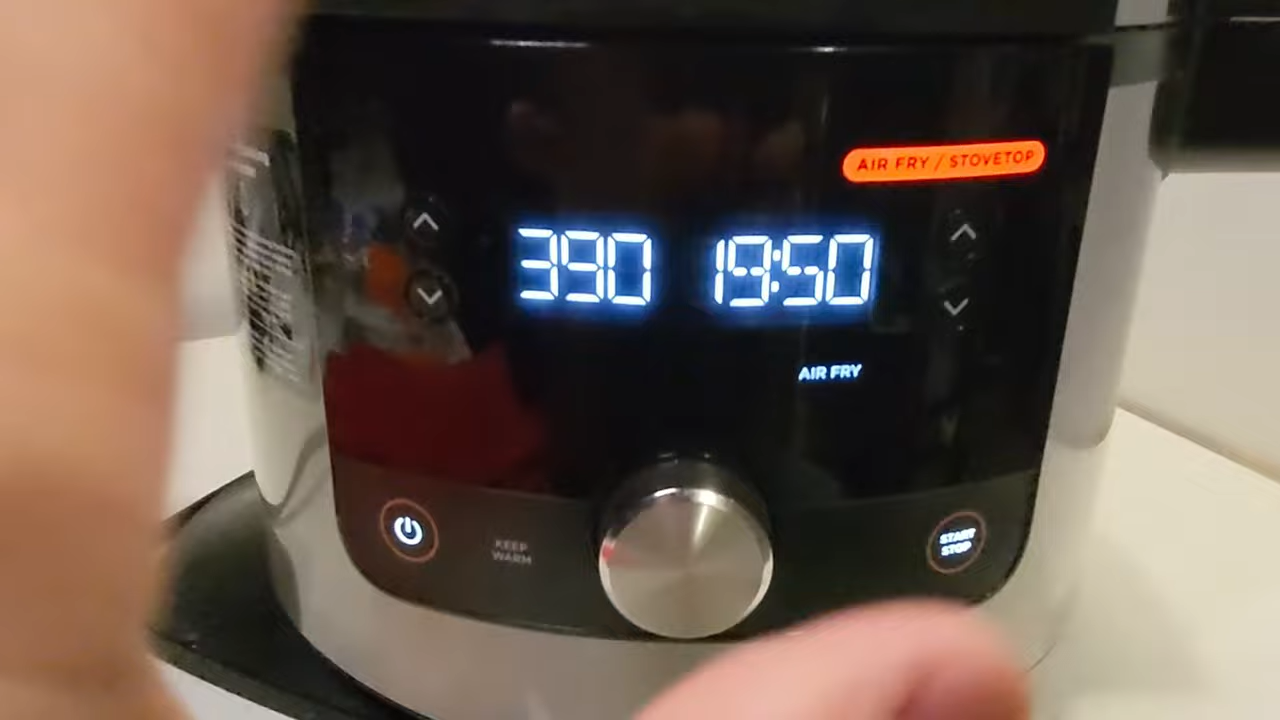 AIR FRY / STOVETOP
390 19:50
AIR FRY
KEEP
WARM
START
STOP